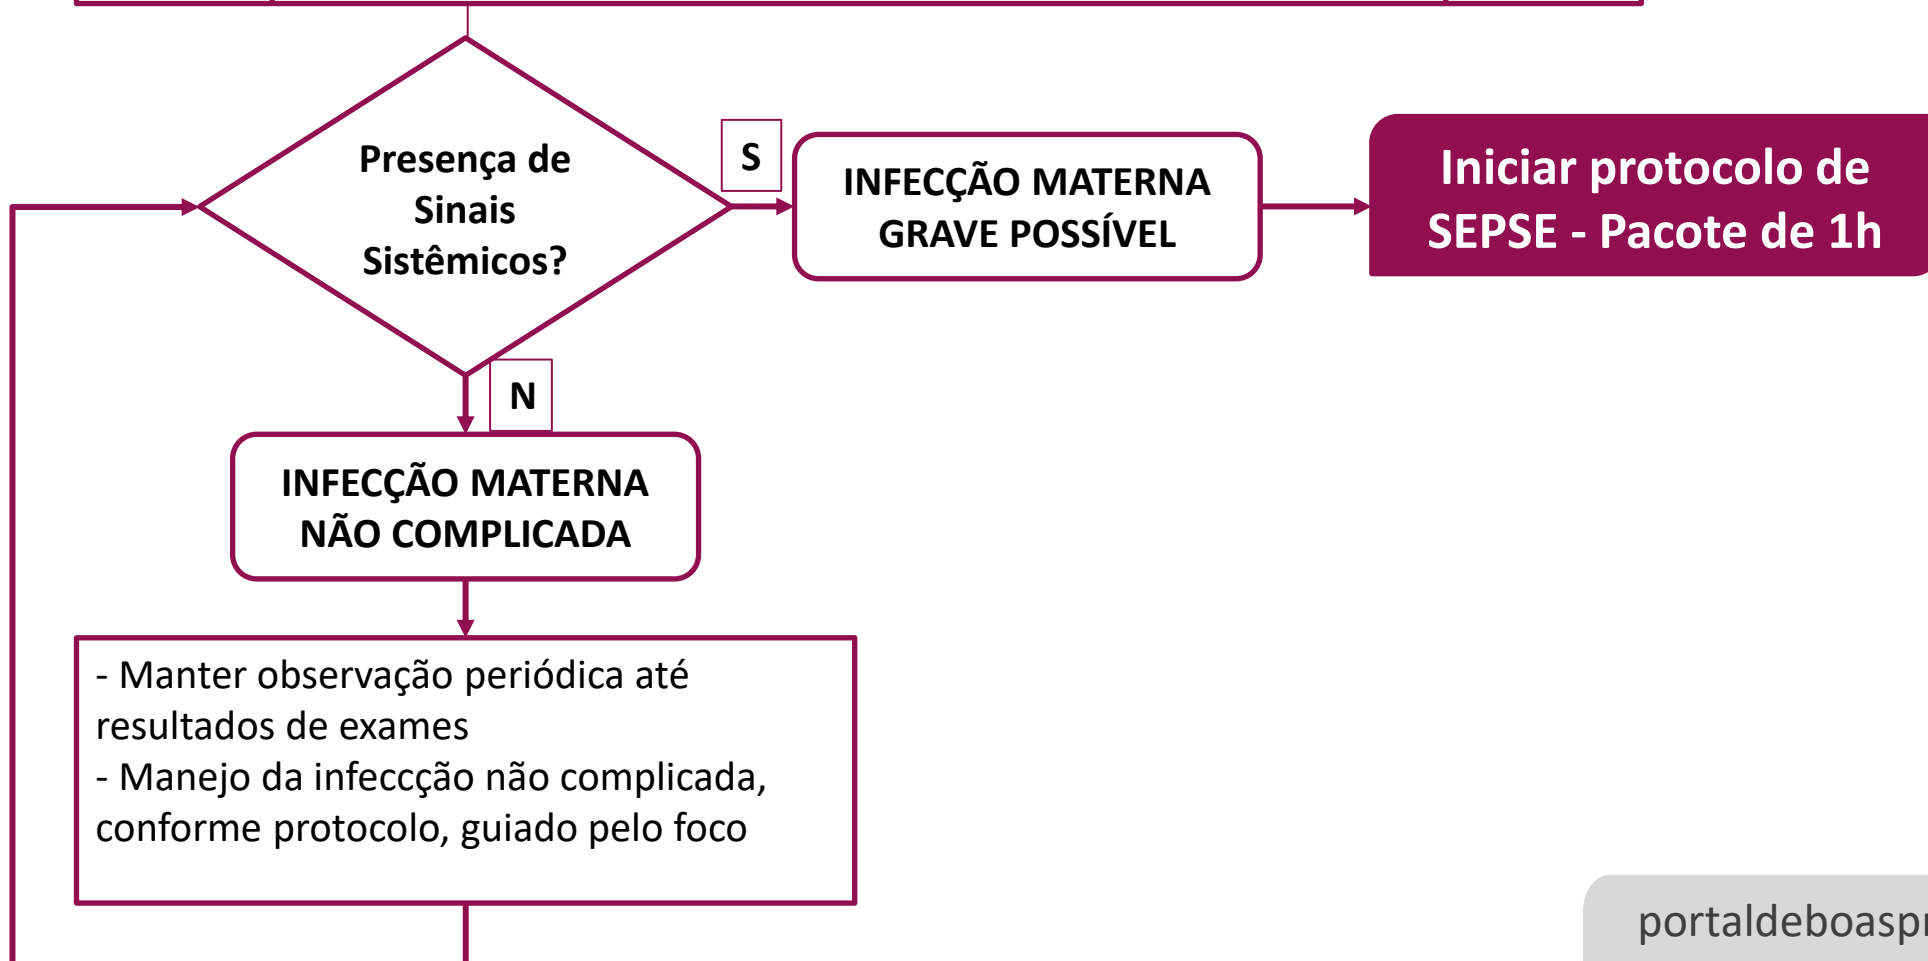 Presença de
Sinais
Sistêmicos?
S
INFECÇÃO MATERNA
GRAVE POSSÍVEL
Iniciar protocolo de
SEPSE - Pacote de 1h
N
INFECÇÃO MATERNA
NÃO COMPLICADA
- Manter observação periódica até
resultados de exames
- Manejo da infeccção não complicada,
conforme protocolo, guiado pelo foco
portaldeboaspr